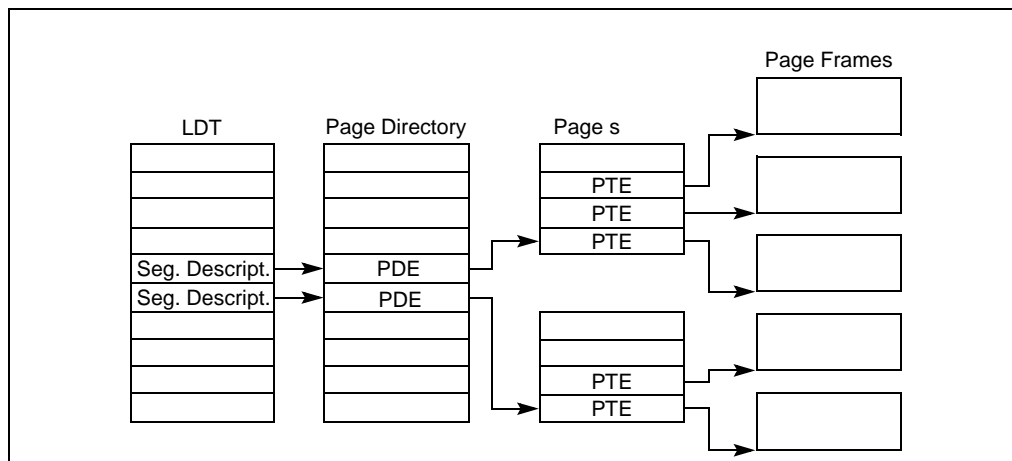 Page Frames
LDT
Page Directory
Page s
PTE
PTE
PTE
Seg. Descript.
PDE
Seg. Descript.
PDE
PTE
PTE